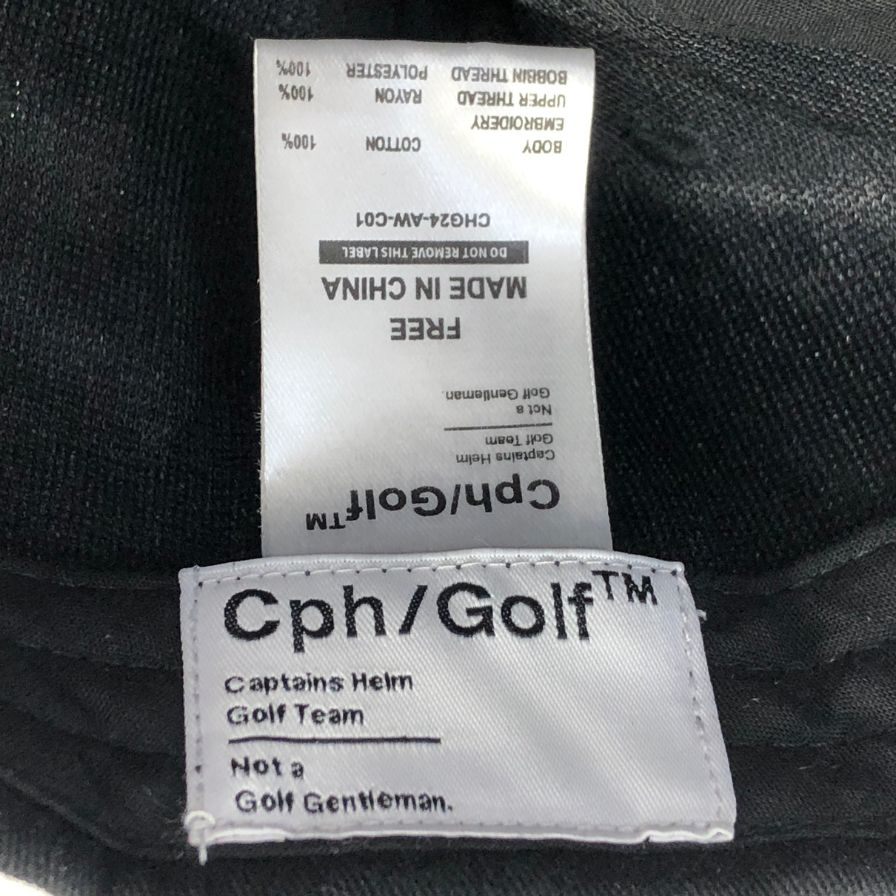 Cph/Golf™
Captains Helm
Golf Team
Not a
Golf Gentleman.
FREE
MADE IN CHINA
DO NOT REMOVE THIS LABEL
CHG24-AW-C01
BODY COTTON 100%
EMBROIDERY
UPPER THREAD RAYON 100%
BOBBIN THREAD POLYESTER 100%
Cph/Golf™
Captains Helm
Golf Team
Not a
Golf Gentleman.